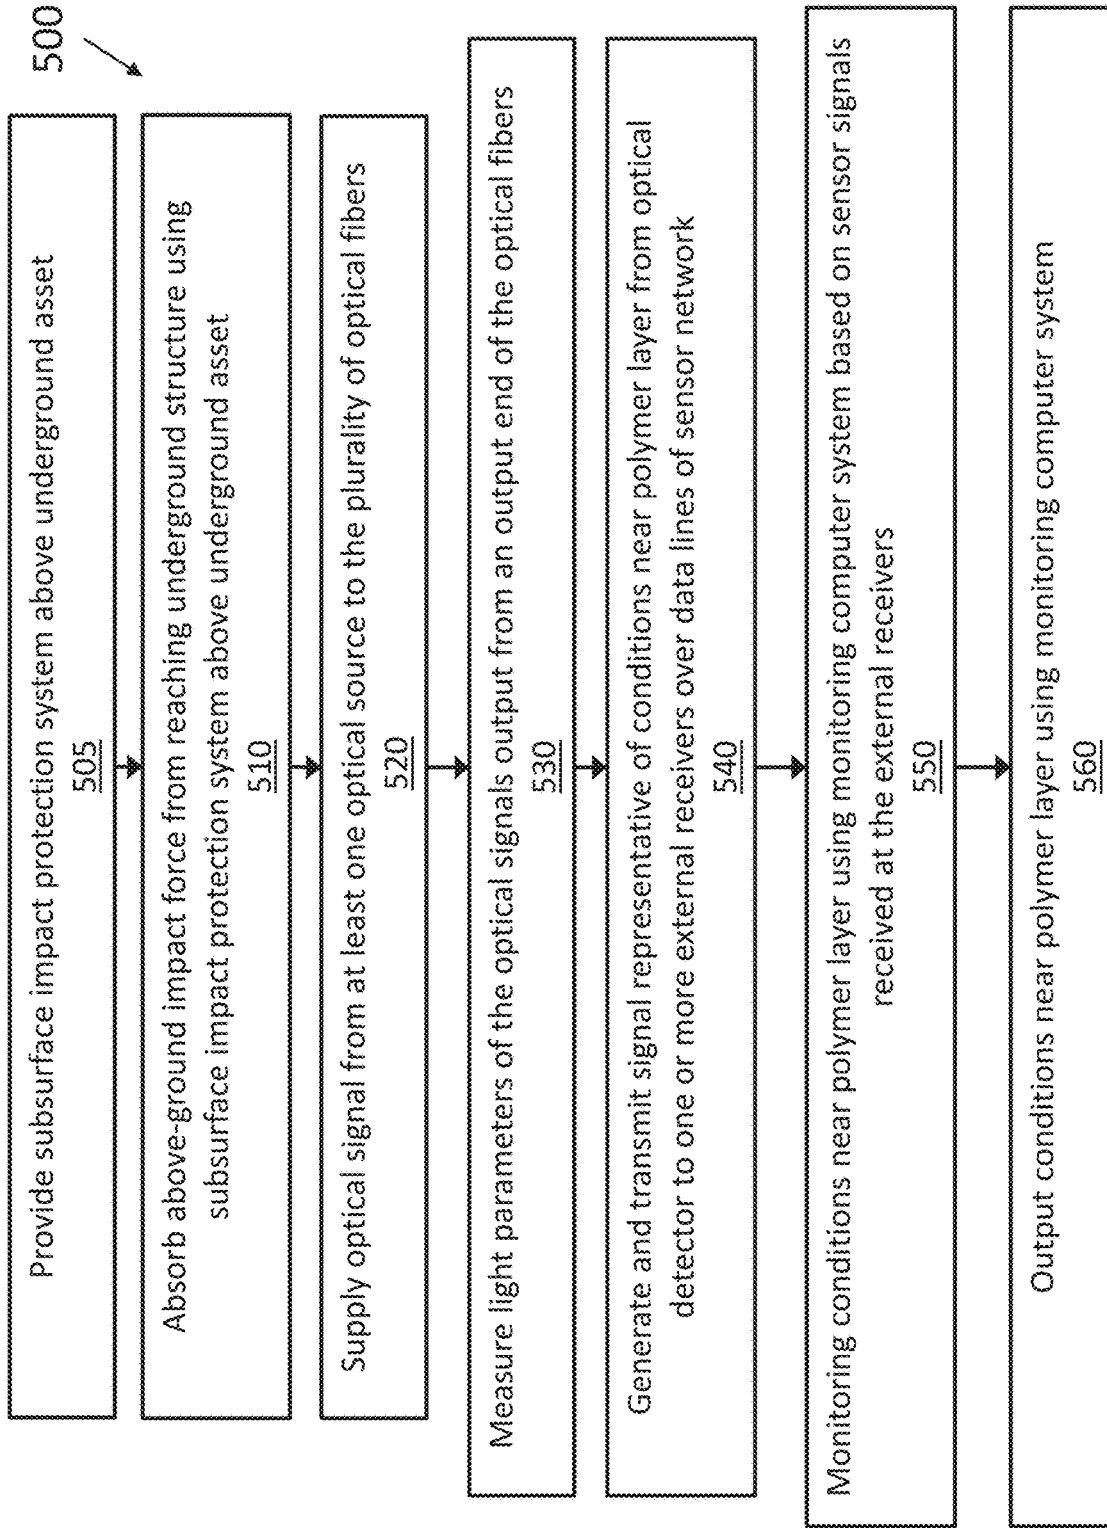 500
Provide subsurface impact protection system above underground asset
505
Absorb above-ground impact force from reaching underground structure using
subsurface impact protection system above underground asset
510
Supply optical signal from at least one optical source to the plurality of optical fibers
520
Measure light parameters of the optical signals output from an output end of the optical fibers
530
Generate and transmit signal representative of conditions near polymer layer from optical
detector to one or more external receivers over data lines of sensor network
540
Monitoring conditions near polymer layer using monitoring computer system based on sensor signals
received at the external receivers
550
Output conditions near polymer layer using monitoring computer system
560